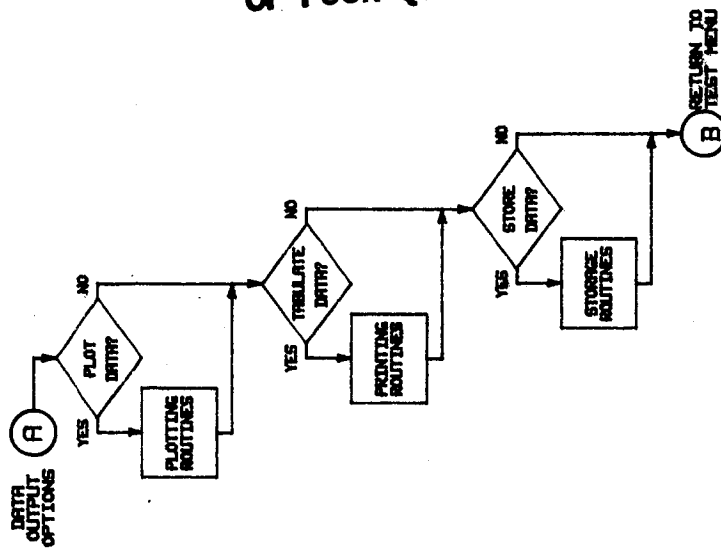 DATA
OUTPUT
OPTIONS
A
PLOT
DATA?
YES
NO
PLOTTING
ROUTINES
TABULATE
DATA?
YES
NO
PRINTING
ROUTINES
STORE
DATA?
YES
NO
STORAGE
ROUTINES
B
RETURN TO
TEST MENU